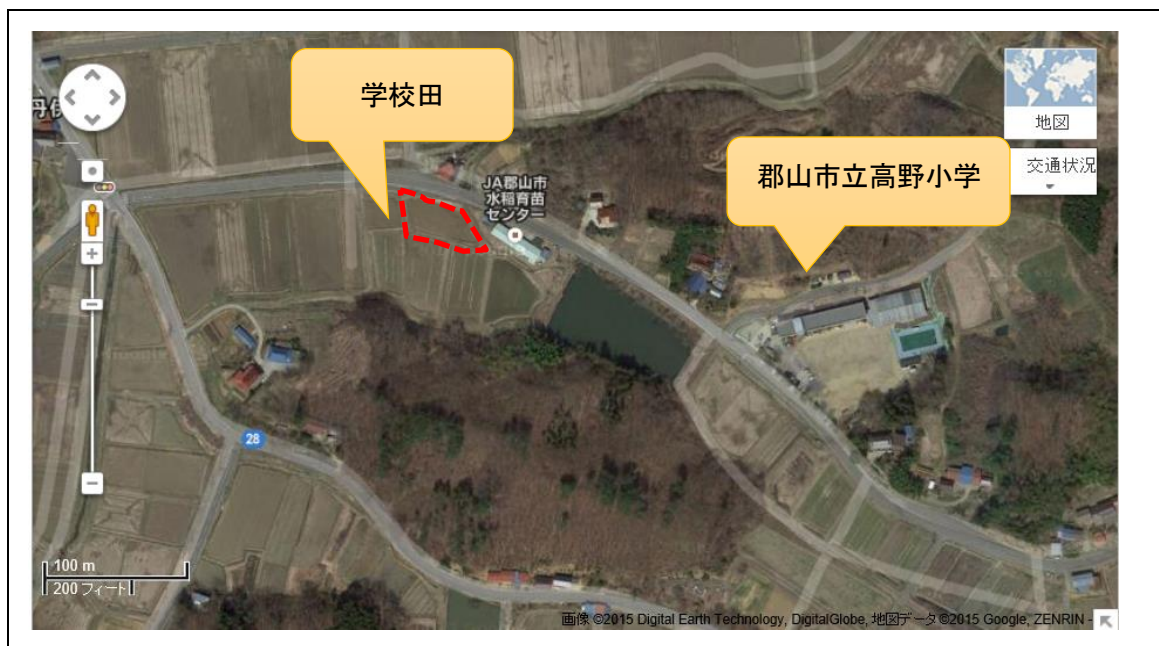 学校田
郡山市立高野小学
地図
交通状況
JA郡山市
水稲育苗
センター
28
100 m
200 フィート
画像 ©2015 Digital Earth Technology, DigitalGlobe, 地図データ ©2015 Google, ZENRIN -